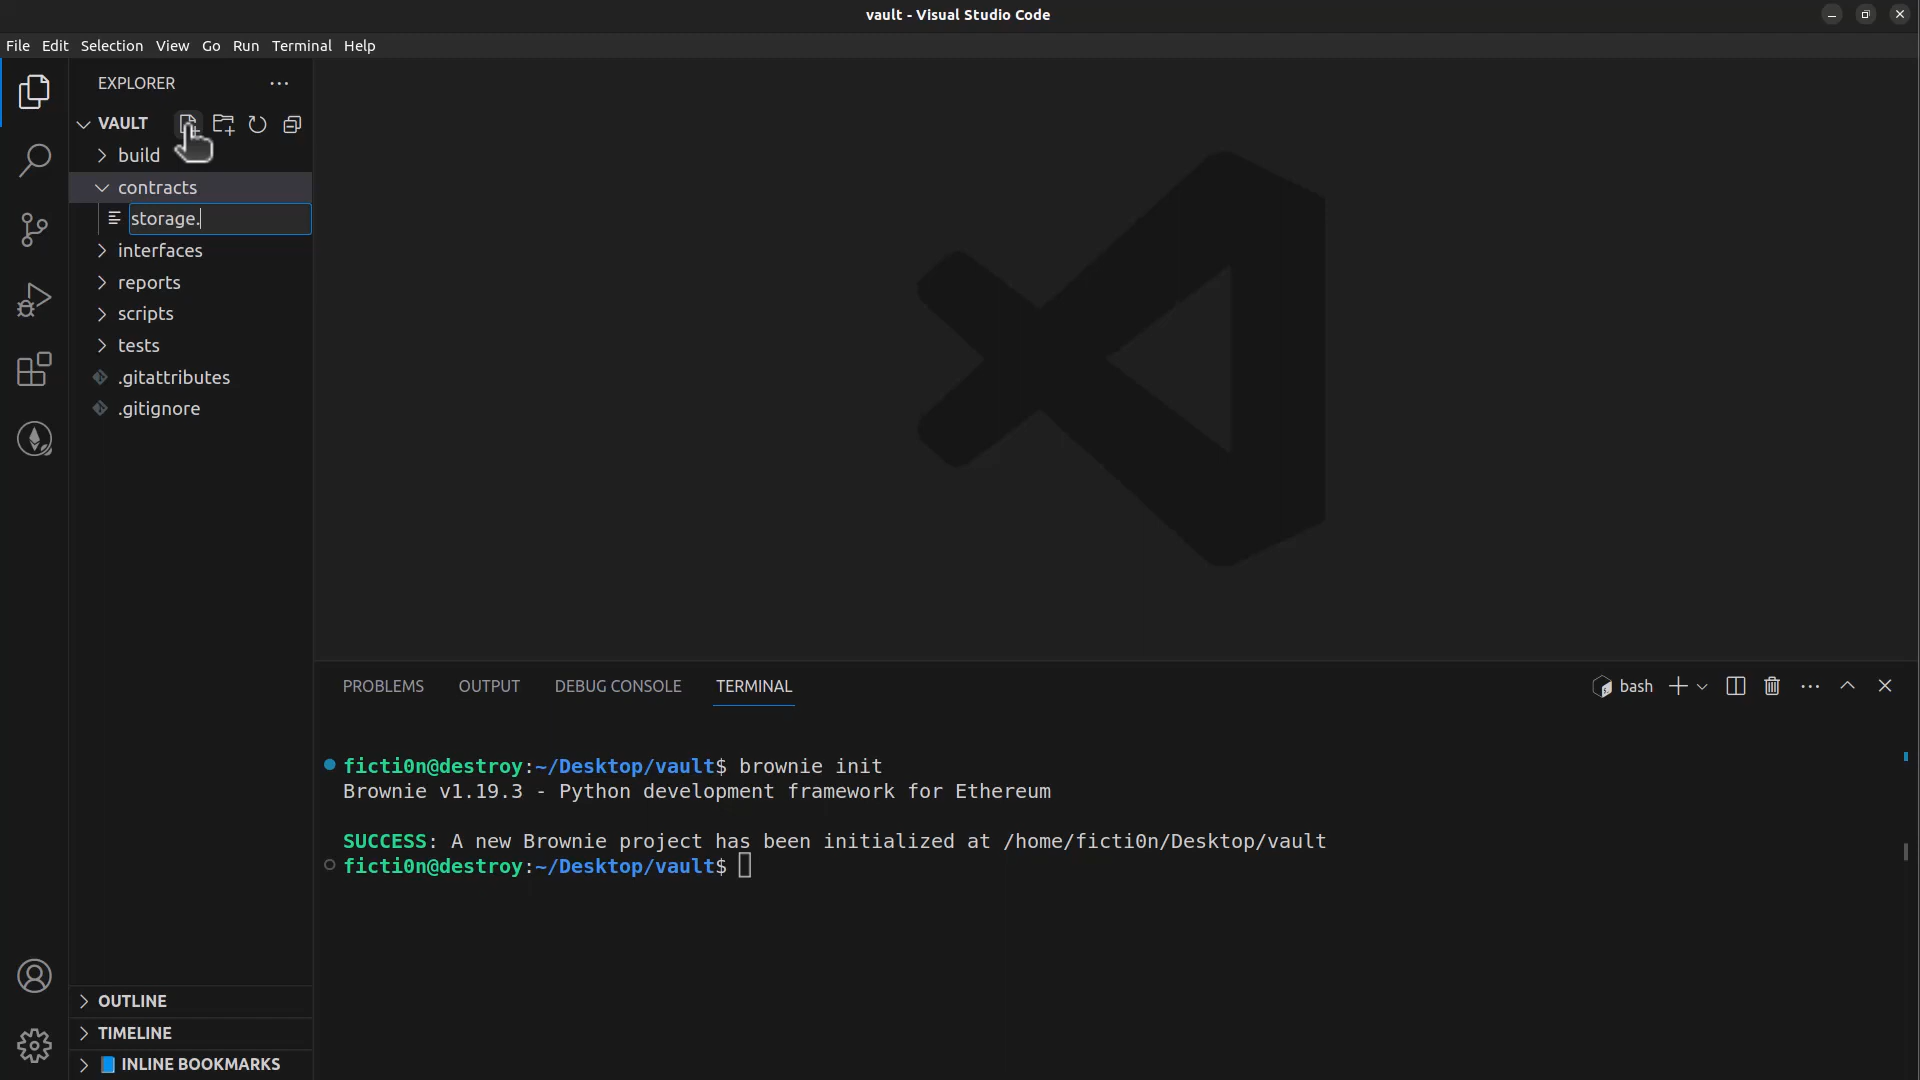 vault - Visual Studio Code
File Edit Selection View Go Run Terminal Help
EXPLORER
VAULT
build
contracts
storage.
interfaces
reports
scripts
tests
.gitattributes
.gitignore
OUTLINE
TIMELINE
INLINE BOOKMARKS
PROBLEMS OUTPUT DEBUG CONSOLE TERMINAL
bash
ficti0n@destroy:~/Desktop/vault$ brownie init
Brownie v1.19.3 - Python development framework for Ethereum
SUCCESS: A new Brownie project has been initialized at /home/ficti0n/Desktop/vault
ficti0n@destroy:~/Desktop/vault$